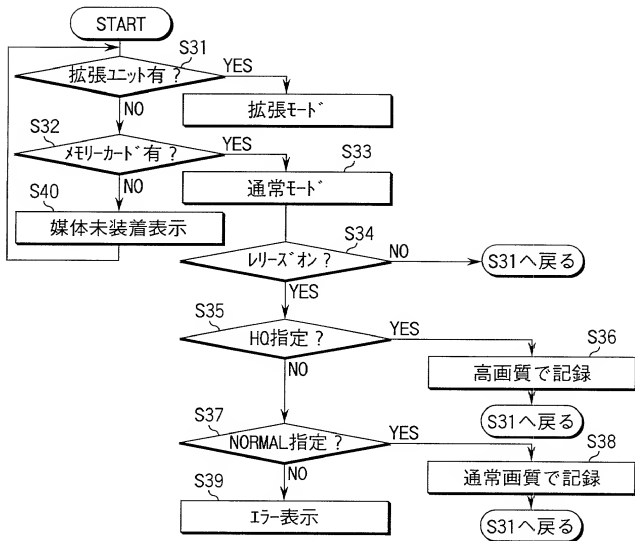 START
S31
拡張ﾕﾆｯﾄ有？
YES
NO
拡張ﾓｰﾄﾞ
S32
ﾒﾓﾘｰｶｰﾄﾞ有？
YES
NO
S33
通常ﾓｰﾄﾞ
S40
媒体未装着表示
S34
ﾚﾘｰｽﾞｵﾝ？
NO
S31へ戻る
YES
S35
HQ指定？
YES
NO
S36
高画質で記録
S31へ戻る
S37
NORMAL指定？
YES
NO
S38
通常画質で記録
S31へ戻る
S39
ｴﾗｰ表示